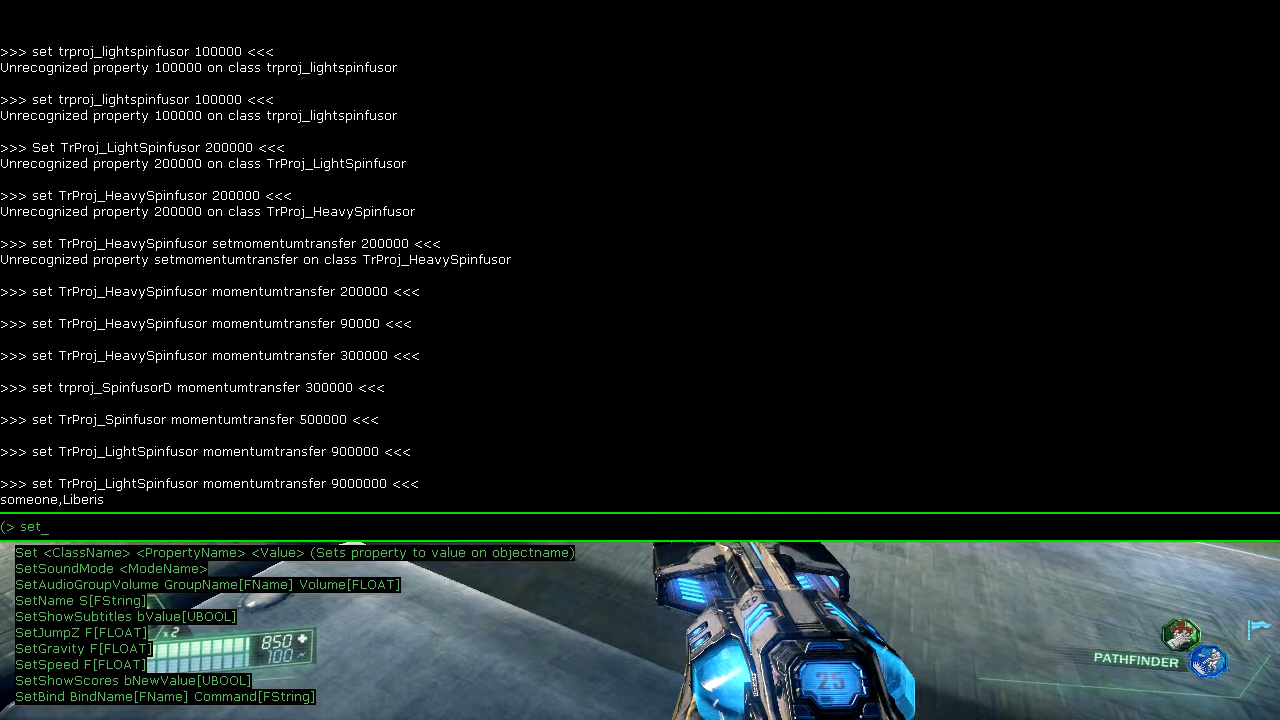 >>> set trproj_lightspinfusor 100000 <<<
Unrecognized property 100000 on class trproj_lightspinfusor
>>> set trproj_lightspinfusor 100000 <<<
Unrecognized property 100000 on class trproj_lightspinfusor
>>> Set TrProj_LightSpinfusor 200000 <<<
Unrecognized property 200000 on class TrProj_LightSpinfusor
>>> set TrProj_HeavySpinfusor 200000 <<<
Unrecognized property 200000 on class TrProj_HeavySpinfusor
>>> set TrProj_HeavySpinfusor setmomentumtransfer 200000 <<<
Unrecognized property setmomentumtransfer on class TrProj_HeavySpinfusor
>>> set TrProj_HeavySpinfusor momentumtransfer 200000 <<<
>>> set TrProj_HeavySpinfusor momentumtransfer 90000 <<<
>>> set TrProj_HeavySpinfusor momentumtransfer 300000 <<<
>>> set trproj_SpinfusorD momentumtransfer 300000 <<<
>>> set TrProj_Spinfusor momentumtransfer 500000 <<<
>>> set TrProj_LightSpinfusor momentumtransfer 900000 <<<
>>> set TrProj_LightSpinfusor momentumtransfer 9000000 <<<
someone,Liberis
(> set_
Set <ClassName> <PropertyName> <Value> (Sets property to value on objectname)
SetSoundMode <ModeName>
SetAudioGroupVolume GroupName[FName] Volume[FLOAT]
SetName S[FString]
SetShowSubtitles bValue[UBOOL]
SetJumpZ F[FLOAT]
SetGravity F[FLOAT]
SetSpeed F[FLOAT]
SetShowScores bNewValue[UBOOL]
SetBind BindName[FName] Command[FString]
x2
850
700
25
PATHFINDER